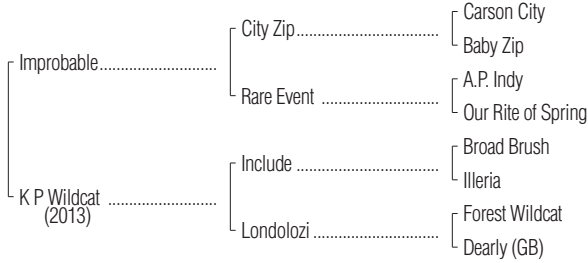 Carson City
City Zip
Baby Zip
Improbable
A.P. Indy
Rare Event
Our Rite of Spring
Broad Brush
Include
Illeria
K P Wildcat
(2013)
Forest Wildcat
Londolozi
Dearly (GB)